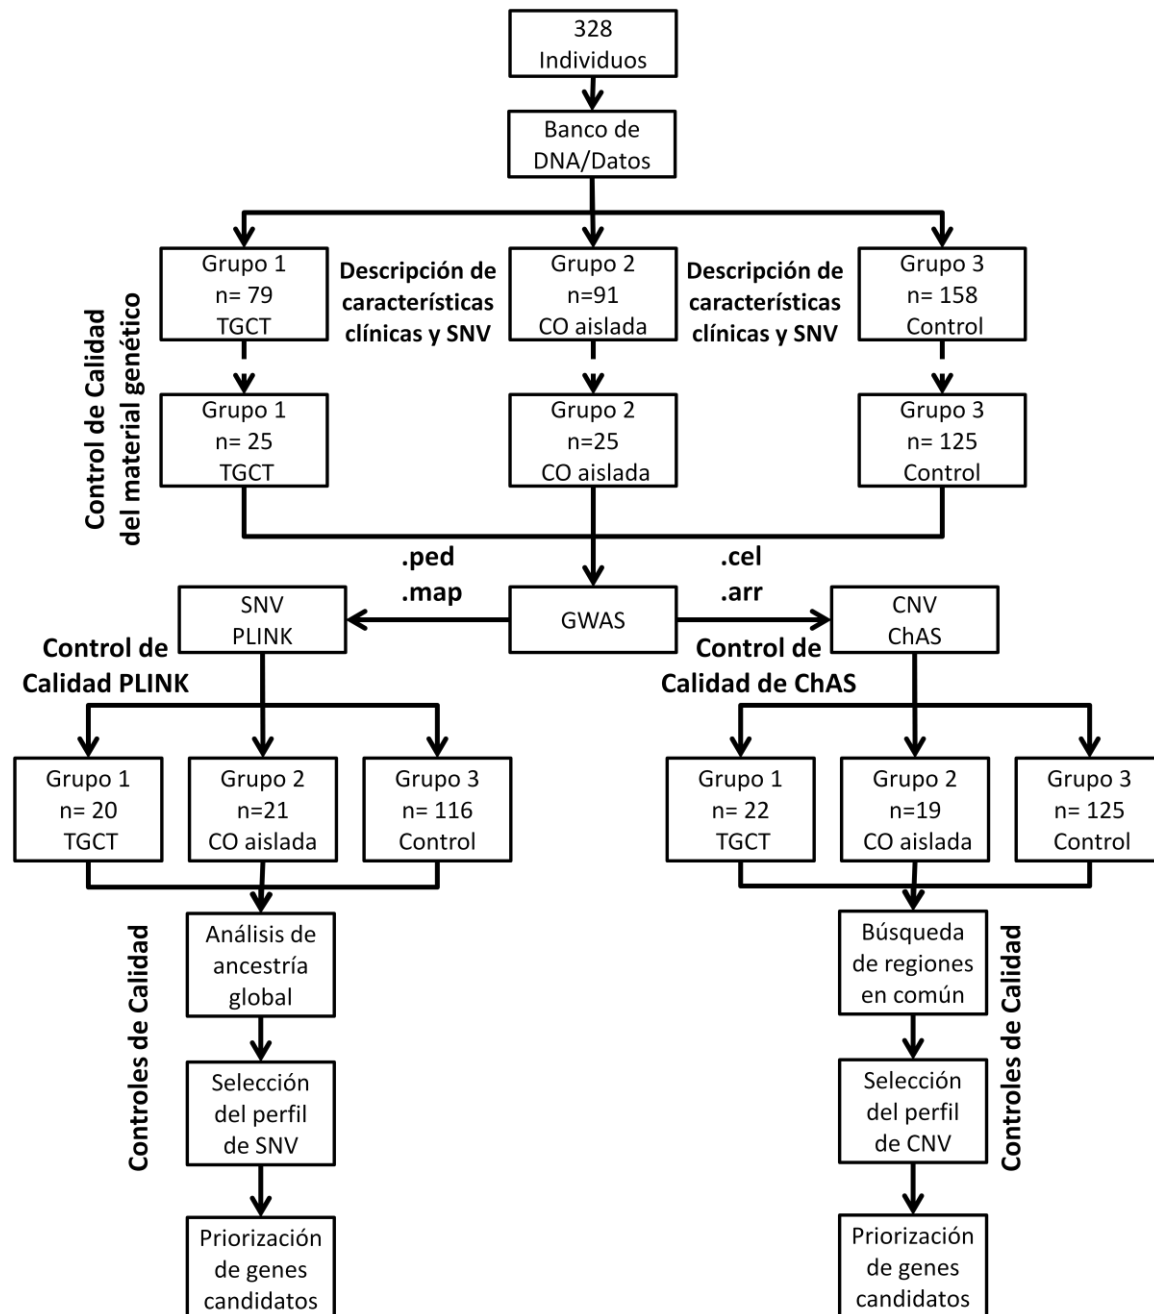 328
Individuos
Banco de
DNA/Datos
Grupo 1
n= 79
TGCT
Descripción de
características
clínicas y SNV
Grupo 2
n=91
CO aislada
Descripción de
características
clínicas y SNV
Grupo 3
n= 158
Control
Control de Calidad
del material genético
Grupo 1
n= 25
TGCT
Grupo 2
n=25
CO aislada
Grupo 3
n= 125
Control
.ped
.map
.cel
.arr
SNV
PLINK
GWAS
CNV
ChAS
Control de
Calidad PLINK
Control de
Calidad de ChAS
Grupo 1
n= 20
TGCT
Grupo 2
n=21
CO aislada
Grupo 3
n= 116
Control
Grupo 1
n= 22
TGCT
Grupo 2
n=19
CO aislada
Grupo 3
n= 125
Control
Controles de Calidad
Análisis de
ancestría
global
Selección
del perfil
de SNV
Priorización
de genes
candidatos
Búsqueda
de regiones
en común
Selección
del perfil
de CNV
Priorización
de genes
candidatos
Controles de Calidad